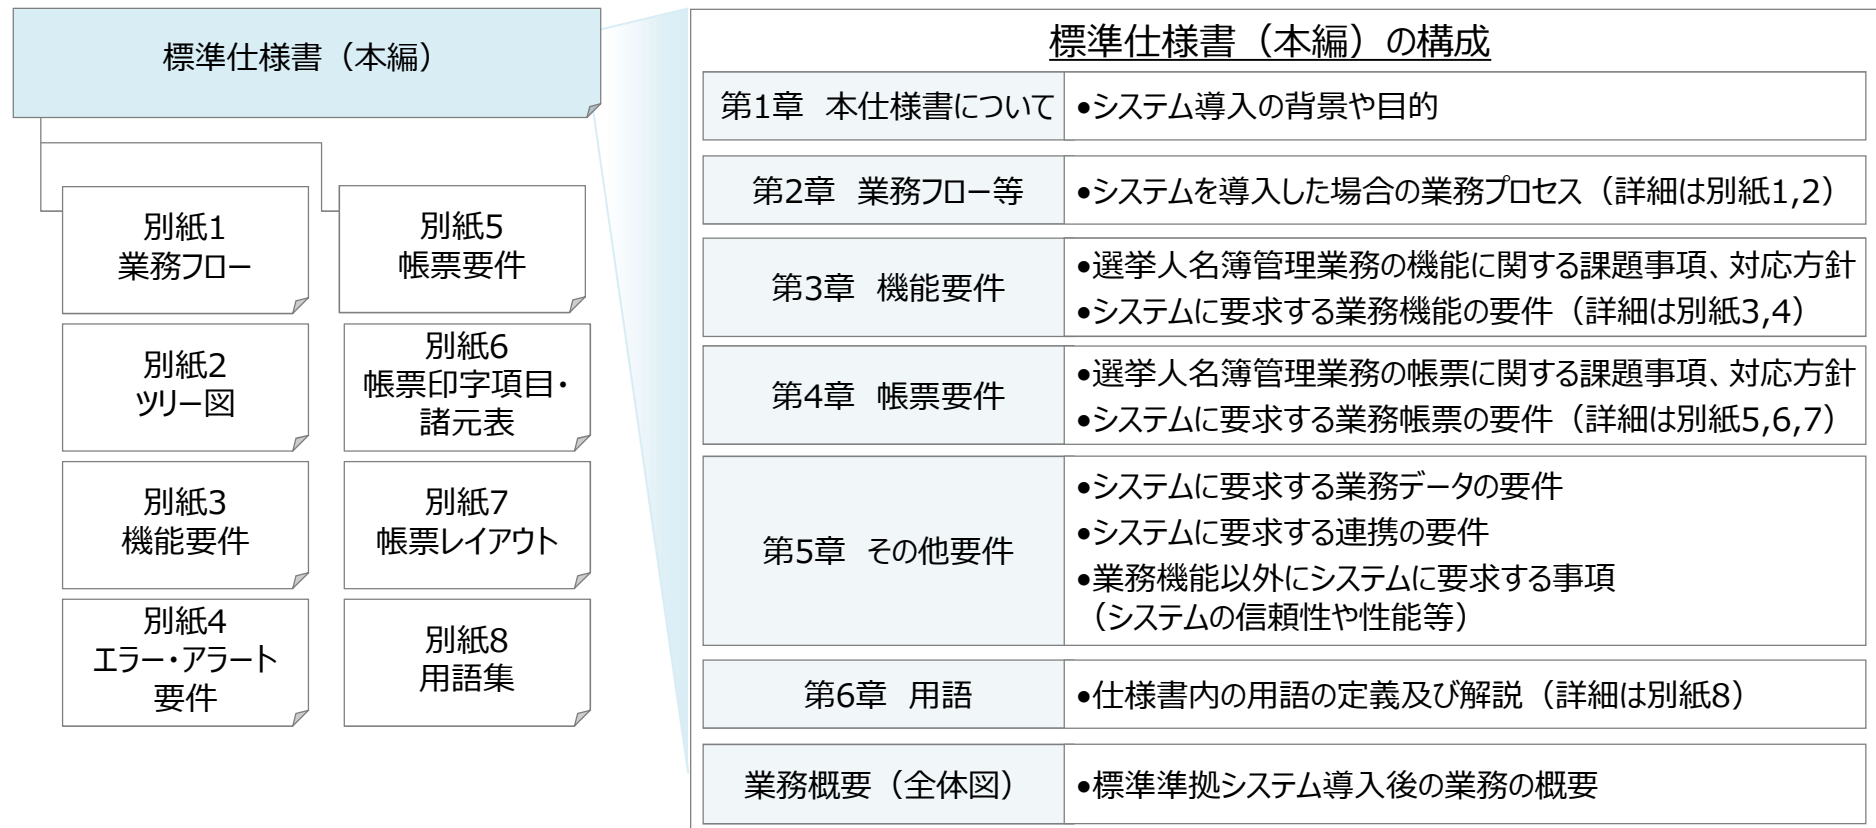 標準仕様書（本編）
別紙1
業務フロー
別紙2
ツリー図
別紙3
機能要件
別紙4
エラー・アラート
要件
別紙5
帳票要件
別紙6
帳票印字項目・
諸元表
別紙7
帳票レイアウト
別紙8
用語集
標準仕様書（本編）の構成
第1章　本仕様書について
•システム導入の背景や目的
第2章　業務フロー等
•システムを導入した場合の業務プロセス（詳細は別紙1,2）
第3章　機能要件
•選挙人名簿管理業務の機能に関する課題事項、対応方針
•システムに要求する業務機能の要件（詳細は別紙3,4）
第4章　帳票要件
•選挙人名簿管理業務の帳票に関する課題事項、対応方針
•システムに要求する業務帳票の要件（詳細は別紙5,6,7）
第5章　その他要件
•システムに要求する業務データの要件
•システムに要求する連携の要件
•業務機能以外にシステムに要求する事項
（システムの信頼性や性能等）
第6章　用語
•仕様書内の用語の定義及び解説（詳細は別紙8）
業務概要（全体図）
•標準準拠システム導入後の業務の概要